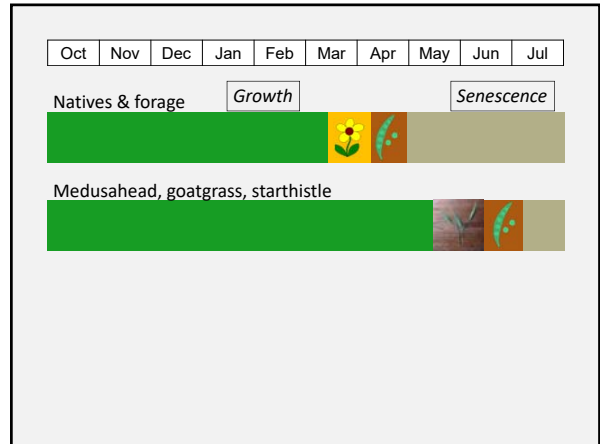 Oct Nov Dec Jan Feb Mar Apr May Jun Jul
Growth Senescence
Natives & forage
Medusahead, goatgrass, starthistle